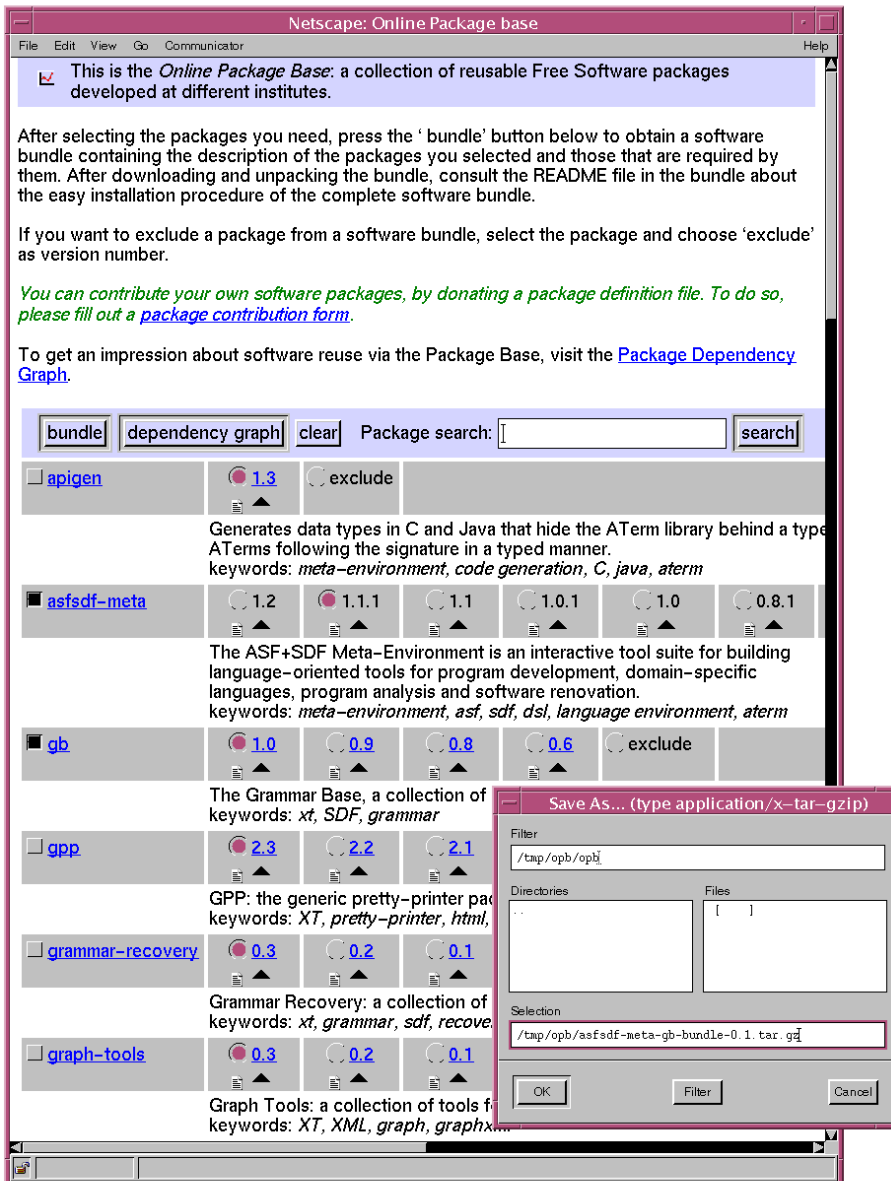 Netscape: Online Package base
File Edit View Go Communicator Help
This is the Online Package Base: a collection of reusable Free Software packages
developed at different institutes.
After selecting the packages you need, press the ‘ bundle’ button below to obtain a software
bundle containing the description of the packages you selected and those that are required by
them. After downloading and unpacking the bundle, consult the README file in the bundle about
the easy installation procedure of the complete software bundle.
If you want to exclude a package from a software bundle, select the package and choose ‘exclude’
as version number.
You can contribute your own software packages, by donating a package definition file. To do so,
please fill out a package contribution form.
To get an impression about software reuse via the Package Base, visit the Package Dependency
Graph.
bundle dependency graph clear Package search: search
apigen 1.3 exclude
Generates data types in C and Java that hide the ATerm library behind a type
ATerms following the signature in a typed manner.
keywords: meta-environment, code generation, C, java, aterm
asfsdf-meta 1.2 1.1.1 1.1 1.0.1 1.0 0.8.1
The ASF+SDF Meta-Environment is an interactive tool suite for building
language-oriented tools for program development, domain-specific
languages, program analysis and software renovation.
keywords: meta-environment, asf, sdf, dsl, language environment, aterm
gb 1.0 0.9 0.8 0.6 exclude
The Grammar Base, a collection of
keywords: xt, SDF, grammar
gpp 2.3 2.2 2.1
GPP: the generic pretty-printer pac
keywords: XT, pretty-printer, html,
grammar-recovery 0.3 0.2 0.1
Grammar Recovery: a collection of
keywords: xt, grammar, sdf, recove
graph-tools 0.3 0.2 0.1
Graph Tools: a collection of tools f
keywords: XT, XML, graph, graphx
Save As... (type application/x-tar-gzip)
Filter
/tmp/opb/opb
Directories Files
.. [ ]
Selection
/tmp/opb/asfsdf-meta-gb-bundle-0.1.tar.gz
OK Filter Cancel